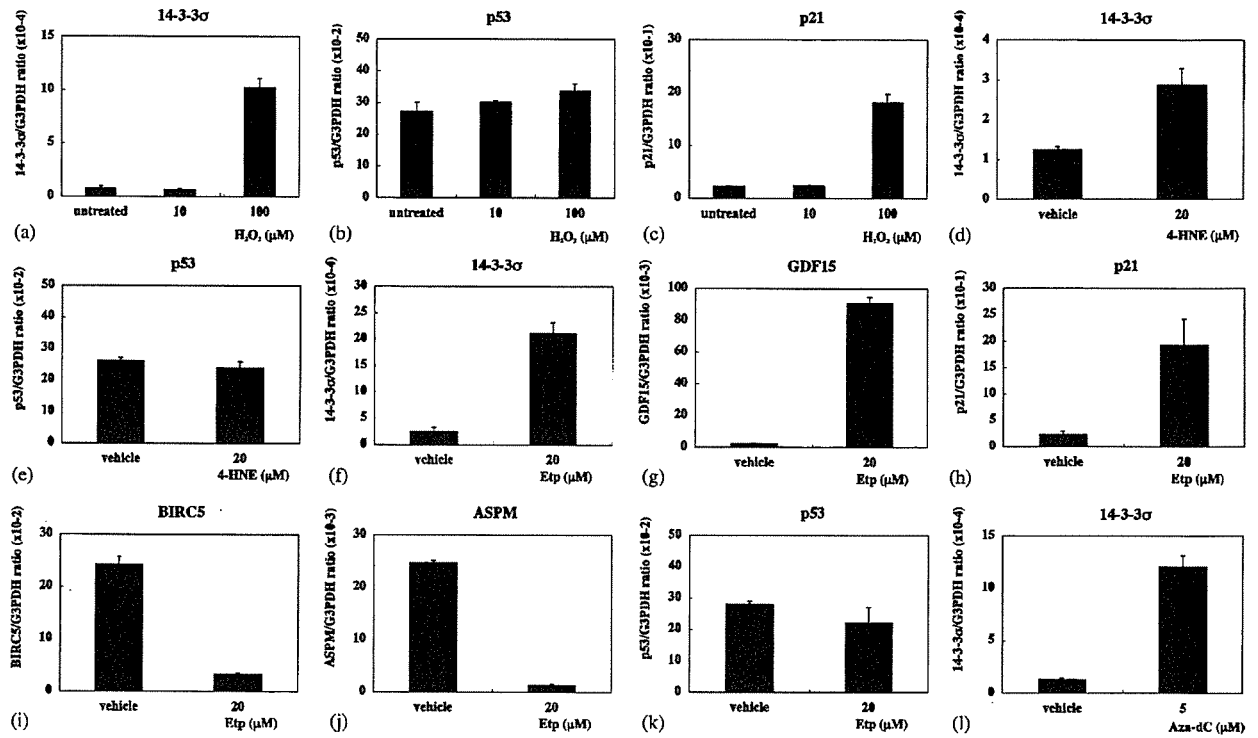 14-3-3σ
14-3-3σ/G3PDH ratio (x10-4)
15
10
5
0
untreated 10 100
H₂O₂ (μM)
(a)
p53
p53/G3PDH ratio (x10-2)
50
40
30
20
10
0
untreated 10 100
H₂O₂ (μM)
(b)
p21
p21/G3PDH ratio (x10-1)
30
20
10
0
untreated 10 100
H₂O₂ (μM)
(c)
14-3-3σ
14-3-3σ/G3PDH ratio (x10-4)
4
3
2
1
0
vehicle 20
4-HNE (μM)
(d)
p53
p53/G3PDH ratio (x10-2)
50
40
30
20
10
0
vehicle 20
4-HNE (μM)
(e)
14-3-3σ
14-3-3σ/G3PDH ratio (x10-4)
30
25
20
15
10
5
0
vehicle 20
Etp (μM)
(f)
GDF15
GDF15/G3PDH ratio (x10-3)
100
80
60
40
20
0
vehicle 20
Etp (μM)
(g)
p21
p21/G3PDH ratio (x10-1)
30
25
20
15
10
5
0
vehicle 20
Etp (μM)
(h)
BIRC5
BIRC5/G3PDH ratio (x10-2)
30
20
10
0
vehicle 20
Etp (μM)
(i)
ASPM
ASPM/G3PDH ratio (x10-3)
30
20
10
0
vehicle 20
Etp (μM)
(j)
p53
p53/G3PDH ratio (x10-2)
50
40
30
20
10
0
vehicle 20
Etp (μM)
(k)
14-3-3σ
14-3-3σ/G3PDH ratio (x10-4)
15
10
5
0
vehicle 5
Aza-dC (μM)
(l)